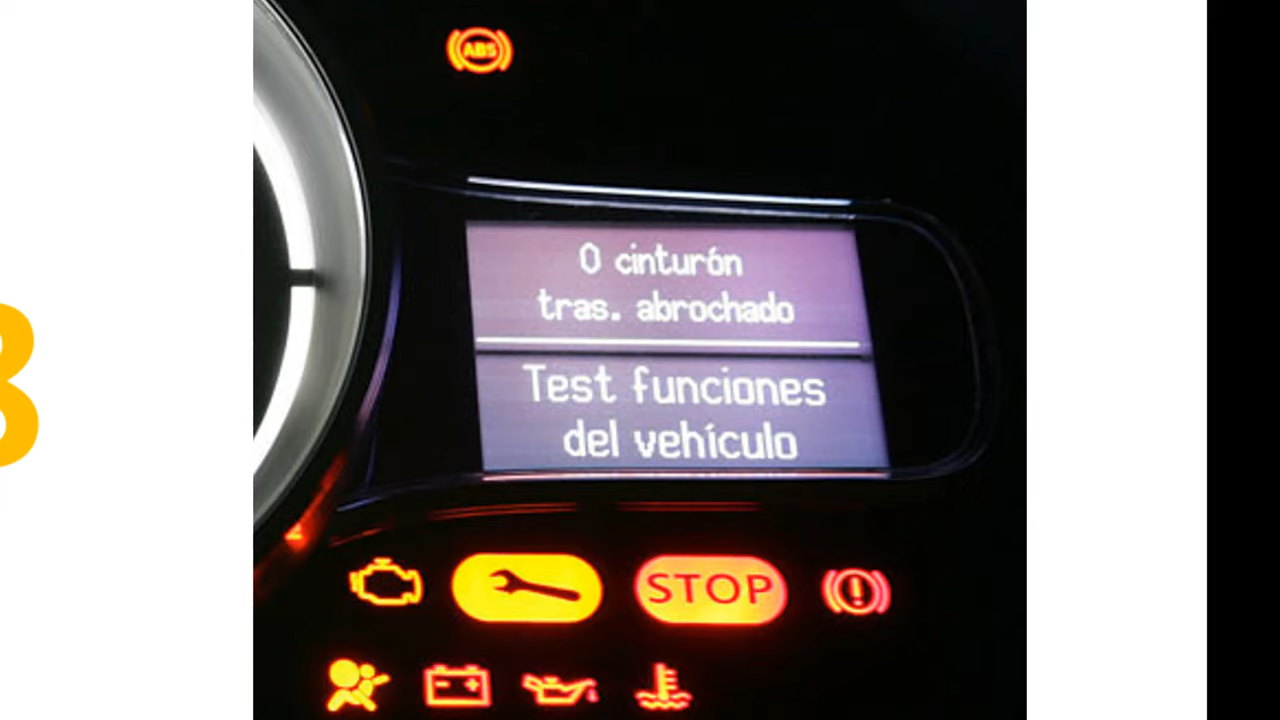 ABS
0 cinturón
tras. abrochado
Test funciones
del vehículo
STOP